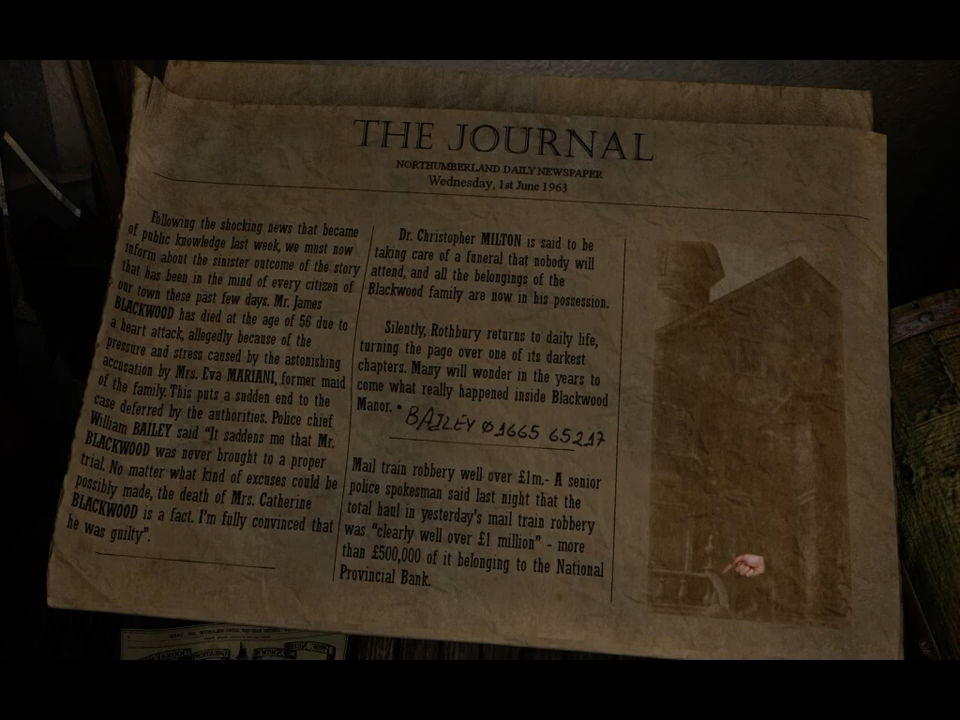 THE JOURNAL
NORTHUMBERLAND DAILY NEWSPAPER
Wednesday, 1st June 1963
Following the shocking news that became
of public knowledge last week, we must now
inform about the sinister outcome of the story
that has been in the mind of every citizen of
our town these past few days. Mr. James
BLACKWOOD has died at the age of 56 due to
a heart attack, allegedly because of the
pressure and stress caused by the astonishing
accusation by Mrs. Eva MARIANI, former maid
of the family. This puts a sudden end to the
case deferred by the authorities. Police chief
William BAILEY said “It saddens me that Mr.
BLACKWOOD was never brought to a proper
trial. No matter what kind of excuses could be
possibly made, the death of Mrs. Catherine
BLACKWOOD is a fact. I'm fully convinced that
he was guilty”.
Dr. Christopher MILTON is said to be
taking care of a funeral that nobody will
attend, and all the belongings of the
Blackwood family are now in his possession.
Silently, Rothbury returns to daily life,
turning the page over one of its darkest
chapters. Many will wonder in the years to
come what really happened inside Blackwood
Manor. *
BAILEY 01665 65217
Mail train robbery well over £1m.- A senior
police spokesman said last night that the
total haul in yesterday's mail train robbery
was “clearly well over £1 million” - more
than £500,000 of it belonging to the National
Provincial Bank.